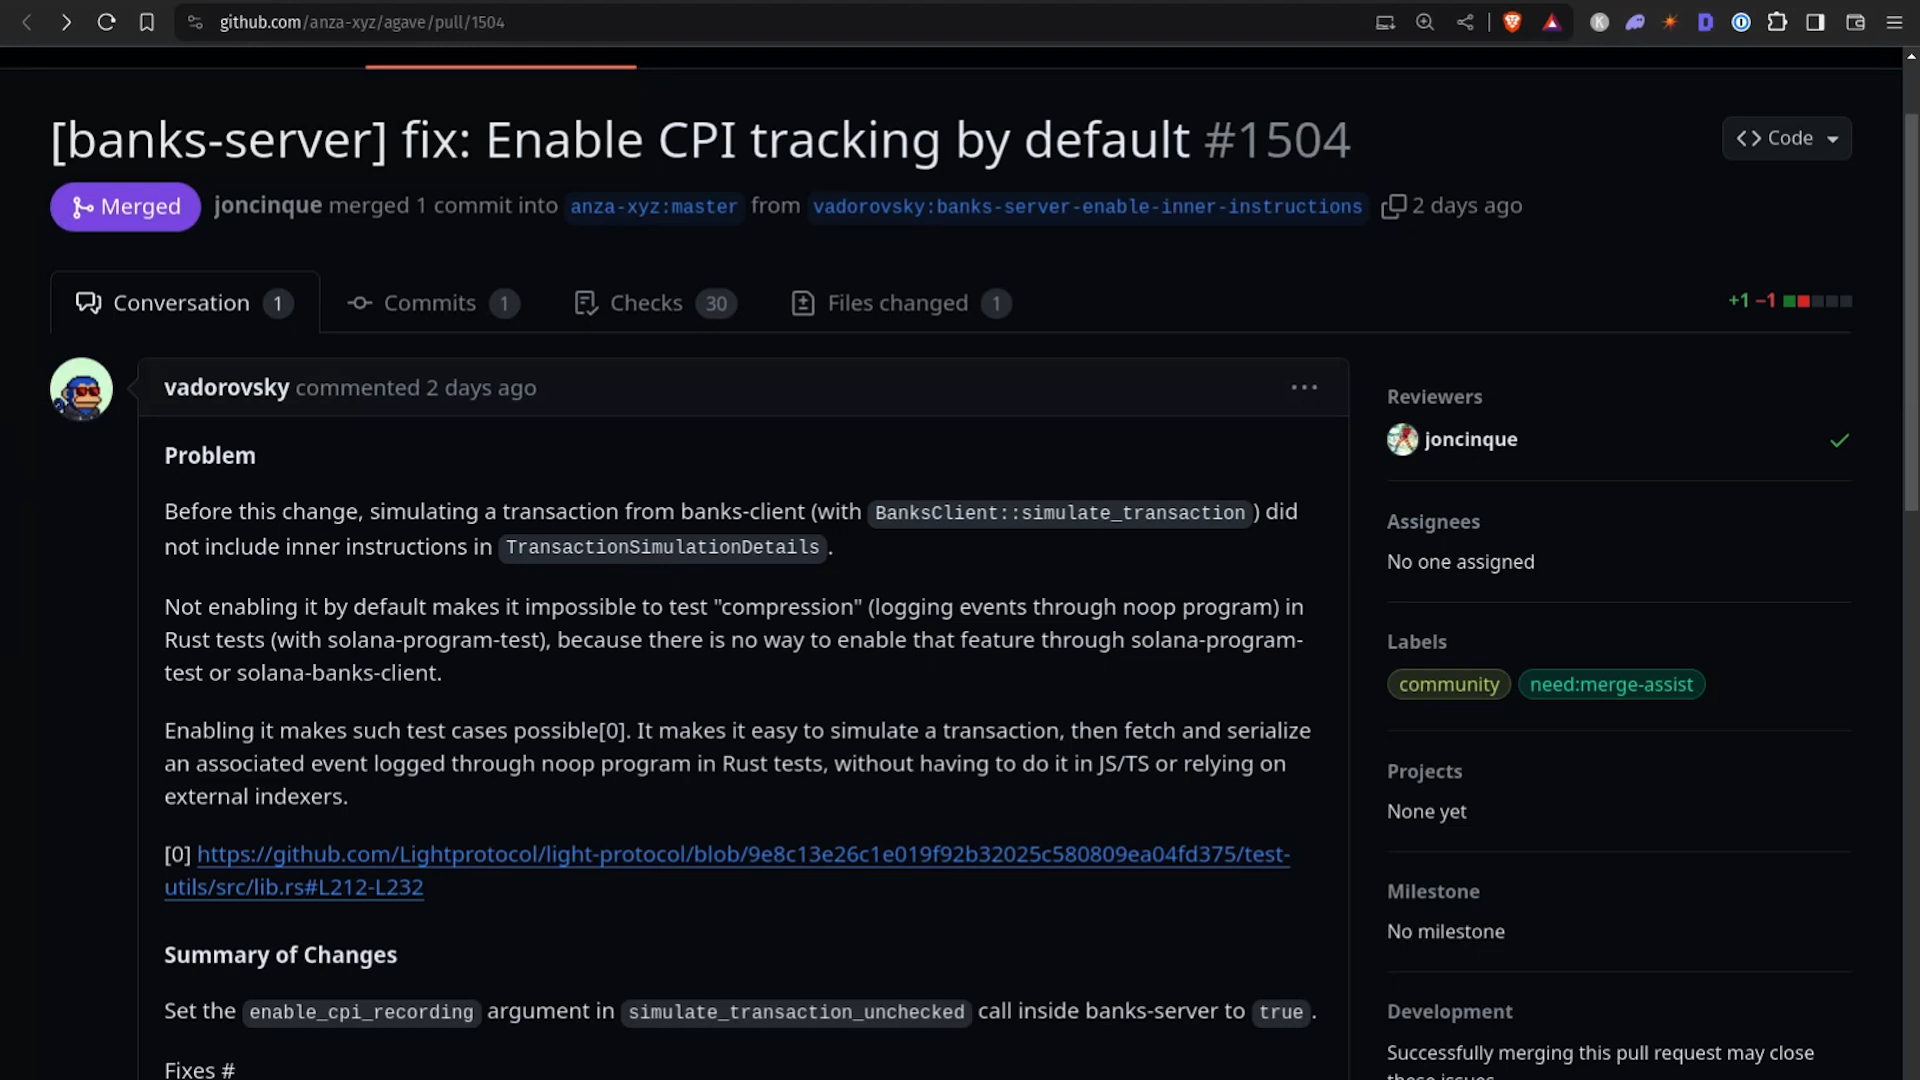 github.com/anza-xyz/agave/pull/1504
[banks-server] fix: Enable CPI tracking by default #1504
<> Code
Merged joncinque merged 1 commit into anza-xyz:master from vadorovsky:banks-server-enable-inner-instructions 2 days ago
Conversation 1 Commits 1 Checks 30 Files changed 1 +1 −1
vadorovsky commented 2 days ago
Problem
Before this change, simulating a transaction from banks-client (with BanksClient::simulate_transaction) did
not include inner instructions in TransactionSimulationDetails.
Not enabling it by default makes it impossible to test "compression" (logging events through noop program) in
Rust tests (with solana-program-test), because there is no way to enable that feature through solana-program-
test or solana-banks-client.
Enabling it makes such test cases possible[0]. It makes it easy to simulate a transaction, then fetch and serialize
an associated event logged through noop program in Rust tests, without having to do it in JS/TS or relying on
external indexers.
[0] https://github.com/Lightprotocol/light-protocol/blob/9e8c13e26c1e019f92b32025c580809ea04fd375/test-
utils/src/lib.rs#L212-L232
Summary of Changes
Set the enable_cpi_recording argument in simulate_transaction_unchecked call inside banks-server to true.
Fixes #
Reviewers
joncinque
Assignees
No one assigned
Labels
community need:merge-assist
Projects
None yet
Milestone
No milestone
Development
Successfully merging this pull request may close
these issues.